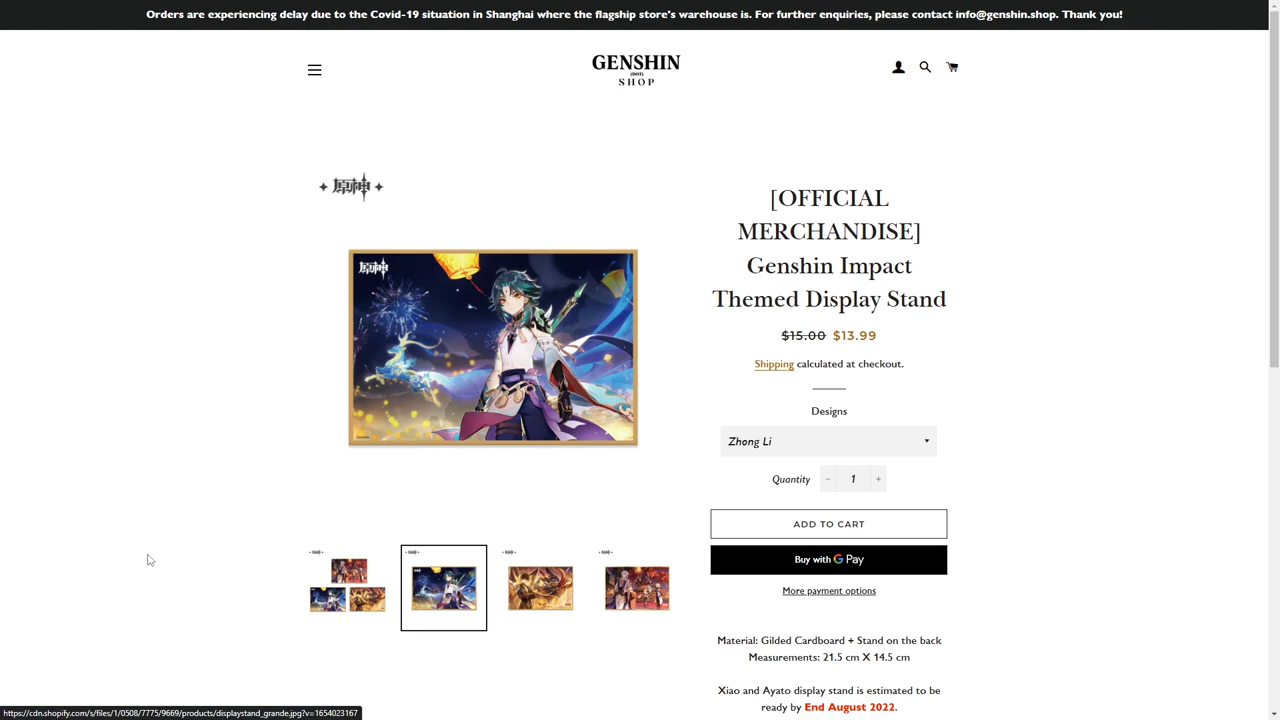 Orders are experiencing delay due to the Covid-19 situation in Shanghai where the flagship store's warehouse is. For further enquiries, please contact info@genshin.shop. Thank you!
GENSHIN
(DOT)
SHOP
原神
原神
[OFFICIAL
MERCHANDISE]
Genshin Impact
Themed Display Stand
$15.00 $13.99
Shipping calculated at checkout.
Designs
Zhong Li
Quantity − 1 +
ADD TO CART
Buy with G Pay
More payment options
Material: Gilded Cardboard + Stand on the back
Measurements: 21.5 cm X 14.5 cm
Xiao and Ayato display stand is estimated to be
ready by End August 2022.
https://cdn.shopify.com/s/files/1/0508/7775/9669/products/displaystand_grande.jpg?v=1654023167